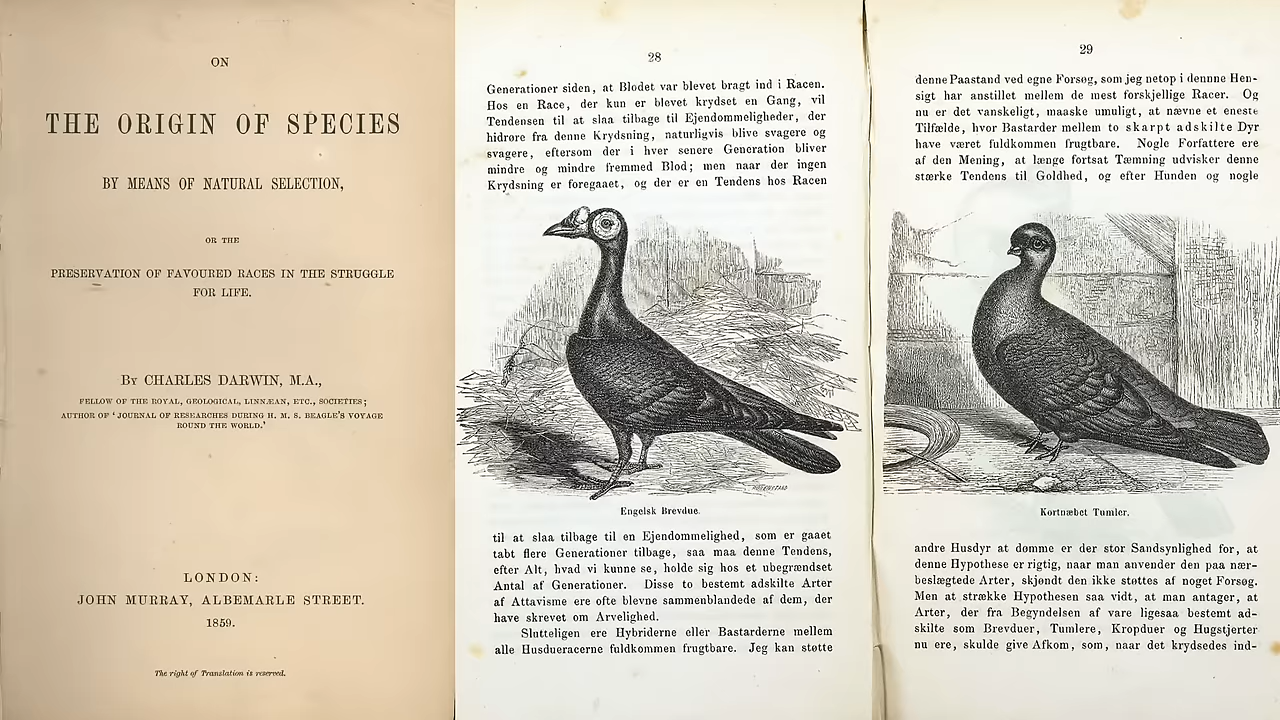 ON
THE ORIGIN OF SPECIES
BY MEANS OF NATURAL SELECTION,
OR THE
PRESERVATION OF FAVOURED RACES IN THE STRUGGLE
FOR LIFE.
By CHARLES DARWIN, M.A.,
FELLOW OF THE ROYAL, GEOLOGICAL, LINNÆAN, ETC., SOCIETIES;
AUTHOR OF ‘JOURNAL OF RESEARCHES DURING H. M. S. BEAGLE’S VOYAGE
ROUND THE WORLD.’
LONDON:
JOHN MURRAY, ALBEMARLE STREET.
1859.
The right of Translation is reserved.
28
Generationer siden, at Blodet var blevet bragt ind i Racen.
Hos en Race, der kun er blevet krydset en Gang, vil
Tendensen til at slaa tilbage til Ejendommeligheder, der
hidrøre fra denne Krydsning, naturligvis blive svagere og
svagere, eftersom der i hver senere Generation bliver
mindre og mindre fremmed Blod; men naar der ingen
Krydsning er foregaaet, og der er en Tendens hos Racen
Engelsk Brevdue.
til at slaa tilbage til en Ejendommelighed, som er gaaet
tabt flere Generationer tilbage, saa maa denne Tendens,
efter Alt, hvad vi kunne se, holde sig hos et ubegrændset
Antal af Generationer. Disse to bestemt adskilte Arter
af Attavisme ere ofte blevne sammenblandede af dem, der
have skrevet om Arvelighed.
Slutteligen ere Hybriderne eller Bastarderne mellem
alle Husdueracerne fuldkommen frugtbare. Jeg kan støtte
29
denne Paastand ved egne Forsøg, som jeg netop i dennne Hen-
sigt har anstillet mellem de mest forskjellige Racer. Og
nu er det vanskeligt, maaske umuligt, at nævne et eneste
Tilfælde, hvor Bastarder mellem to skarpt adskilte Dyr
have været fuldkommen frugtbare. Nogle Forfattere ere
af den Mening, at længe fortsat Tæmning udvisker denne
stærke Tendens til Goldhed, og efter Hunden og nogle
Kortnæbet Tumler.
andre Husdyr at dømme er der stor Sandsynlighed for, at
denne Hypothese er rigtig, naar man anvender den paa nær-
beslægtede Arter, skjøndt den ikke støttes af noget Forsøg.
Men at strække Hypothesen saa vidt, at man antager, at
Arter, der fra Begyndelsen af vare ligesaa bestemt ad-
skilte som Brevduer, Tumlere, Kropduer og Hugstjerter
nu ere, skulde give Afkom, som, naar det krydsedes ind-